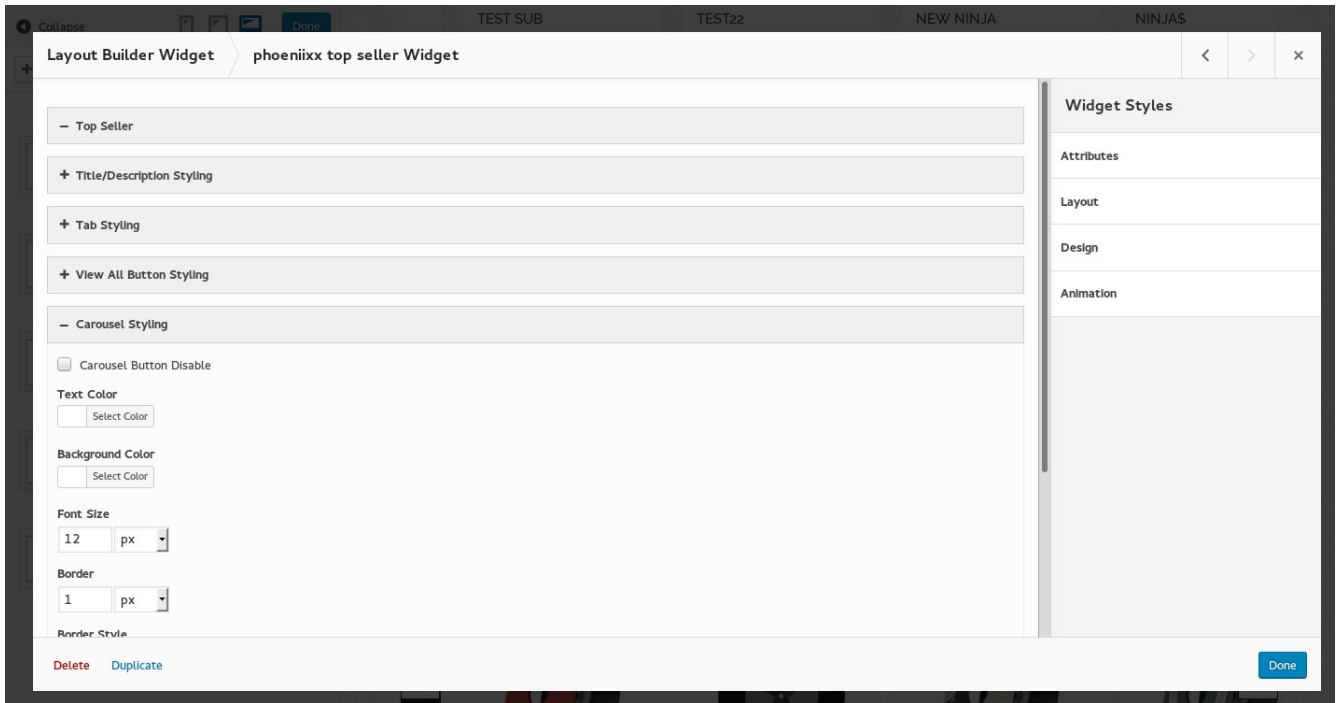 Collapse
Done
TEST SUB
TEST22
NEW NINJA
NINJA$
Layout Builder Widget
phoeniixx top seller Widget
– Top Seller
+ Title/Description Styling
+ Tab Styling
+ View All Button Styling
– Carousel Styling
Carousel Button Disable
Text Color
Select Color
Background Color
Select Color
Font Size
12 px
Border
1 px
Border Style
Widget Styles
Attributes
Layout
Design
Animation
Delete Duplicate
Done